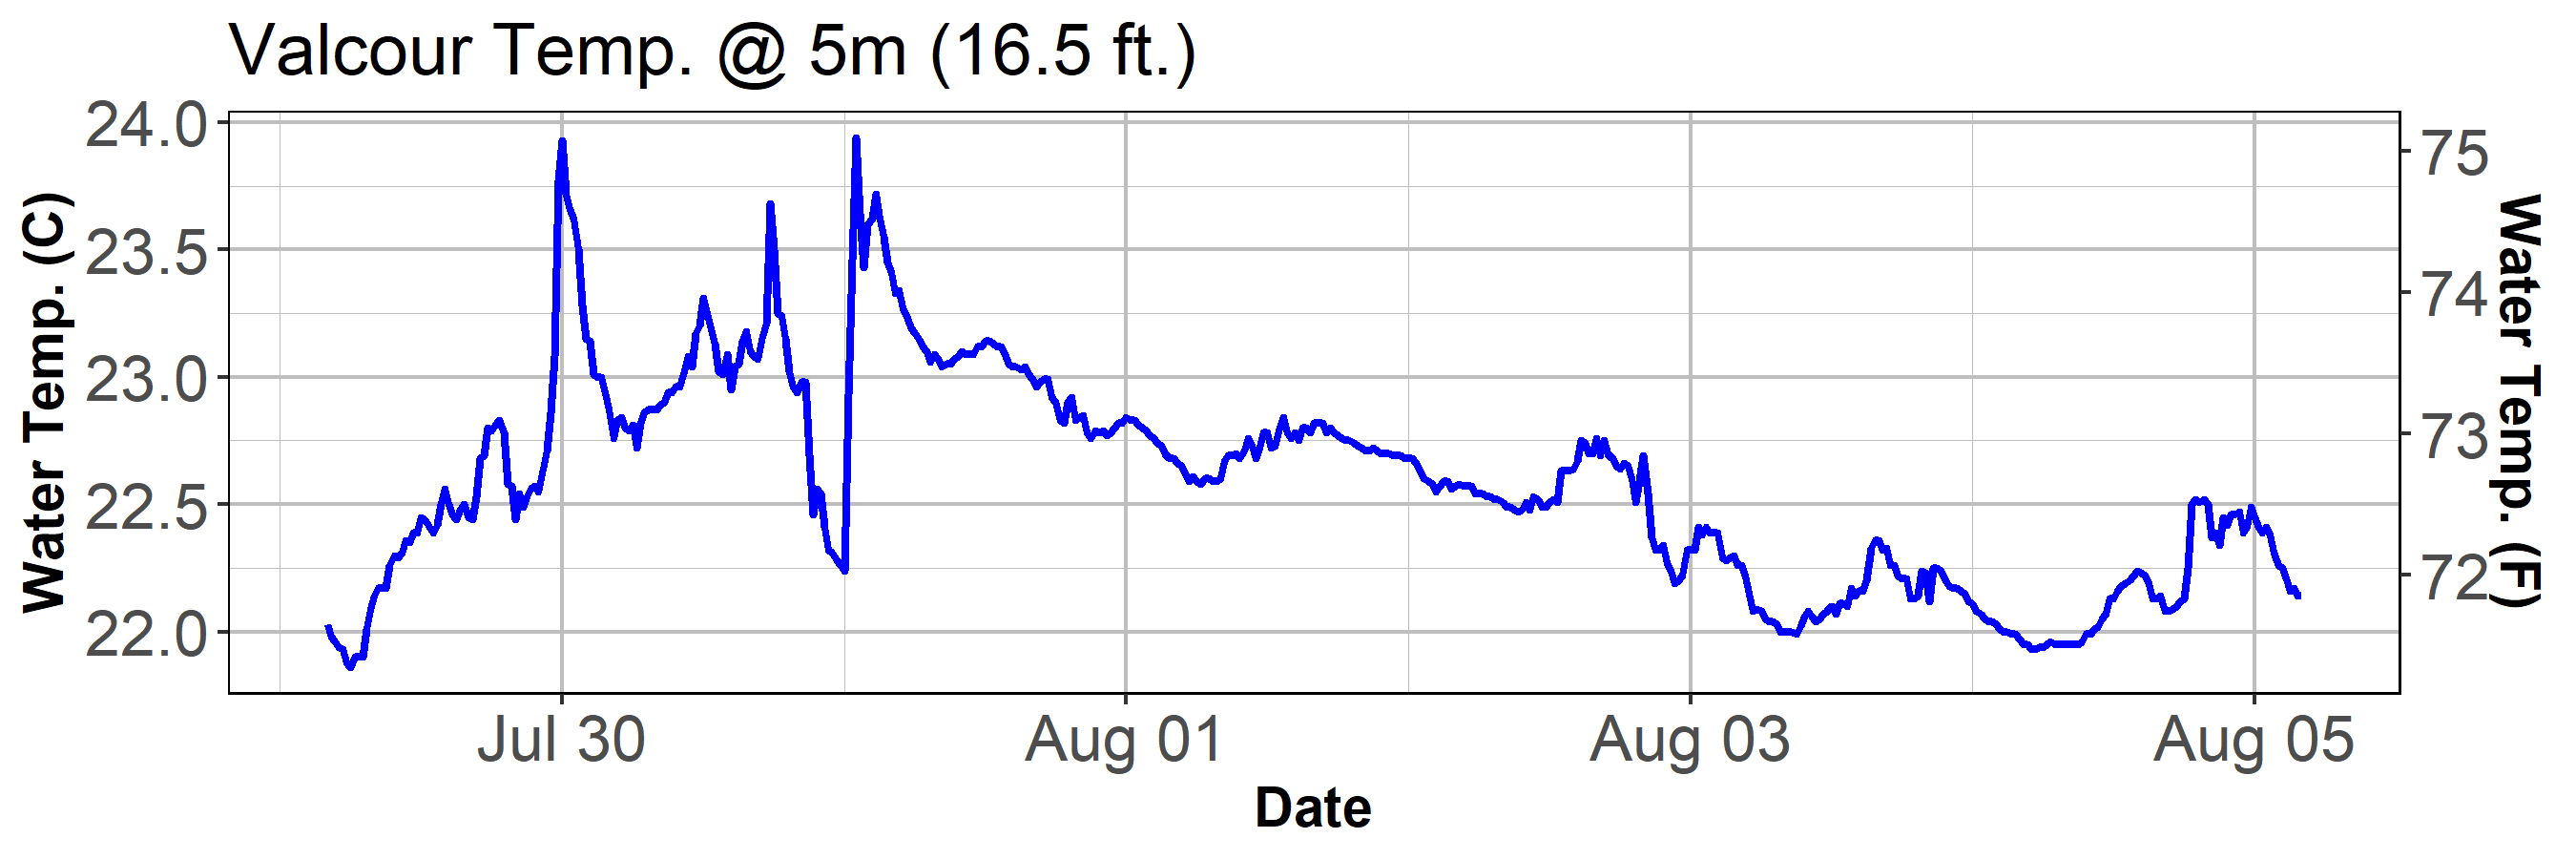 Valcour Temp. @ 5m (16.5 ft.)
Water Temp. (C)
24.0
23.5
23.0
22.5
22.0
75
74
73
72
Water Temp. (F)
Jul 30
Aug 01
Aug 03
Aug 05
Date